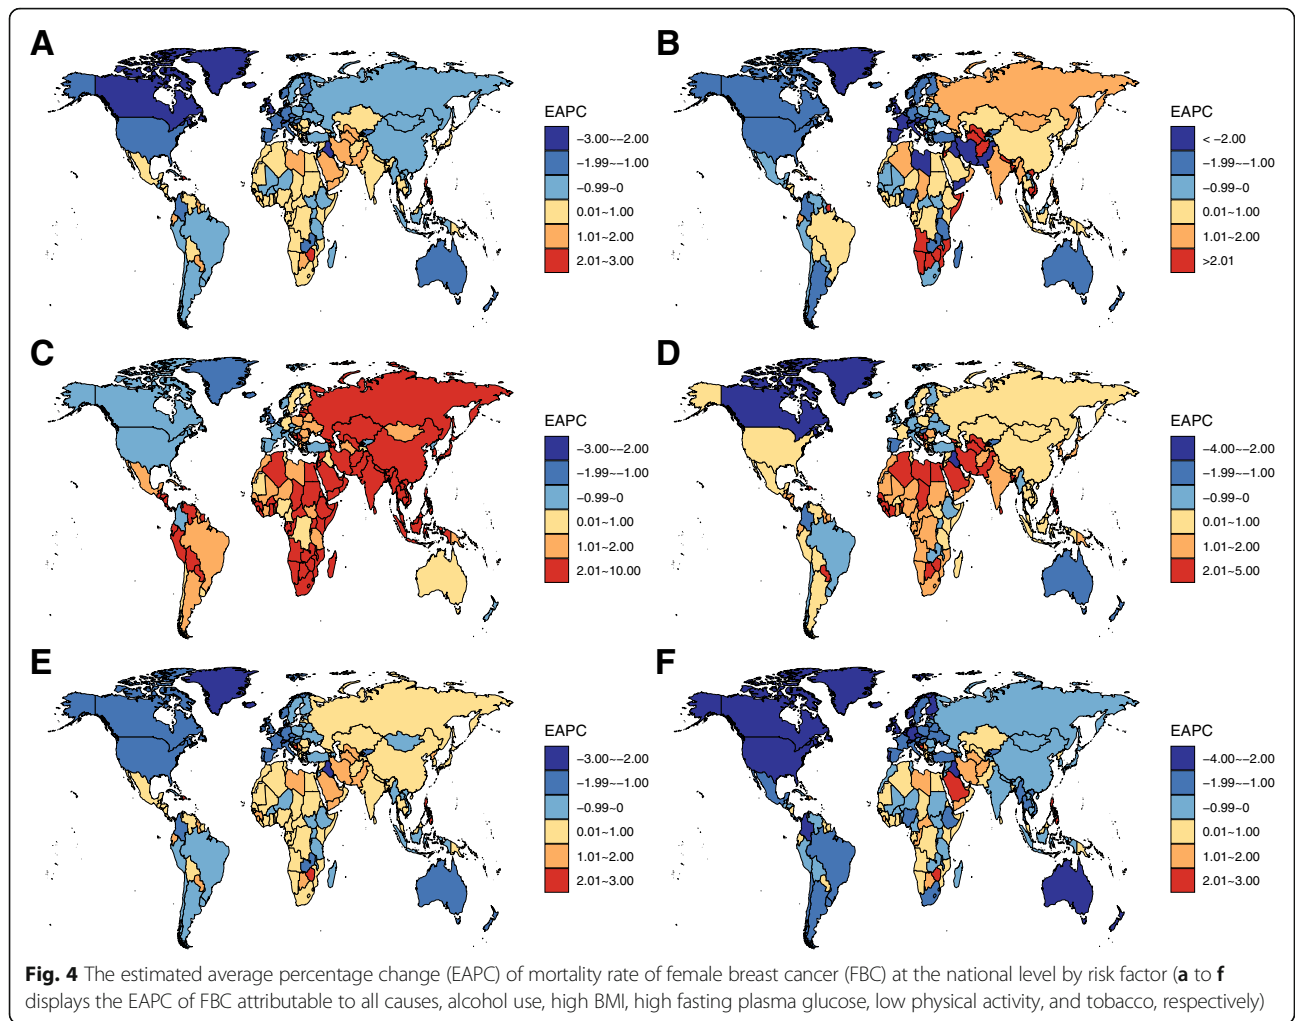 A
EAPC
−3.00~−2.00
−1.99~−1.00
−0.99~0
0.01~1.00
1.01~2.00
2.01~3.00
B
EAPC
< −2.00
−1.99~−1.00
−0.99~0
0.01~1.00
1.01~2.00
>2.01
C
EAPC
−3.00~−2.00
−1.99~−1.00
−0.99~0
0.01~1.00
1.01~2.00
2.01~10.00
D
EAPC
−4.00~−2.00
−1.99~−1.00
−0.99~0
0.01~1.00
1.01~2.00
2.01~5.00
E
EAPC
−3.00~−2.00
−1.99~−1.00
−0.99~0
0.01~1.00
1.01~2.00
2.01~3.00
F
EAPC
−4.00~−2.00
−1.99~−1.00
−0.99~0
0.01~1.00
1.01~2.00
2.01~3.00
Fig. 4 The estimated average percentage change (EAPC) of mortality rate of female breast cancer (FBC) at the national level by risk factor (a to f
displays the EAPC of FBC attributable to all causes, alcohol use, high BMI, high fasting plasma glucose, low physical activity, and tobacco, respectively)